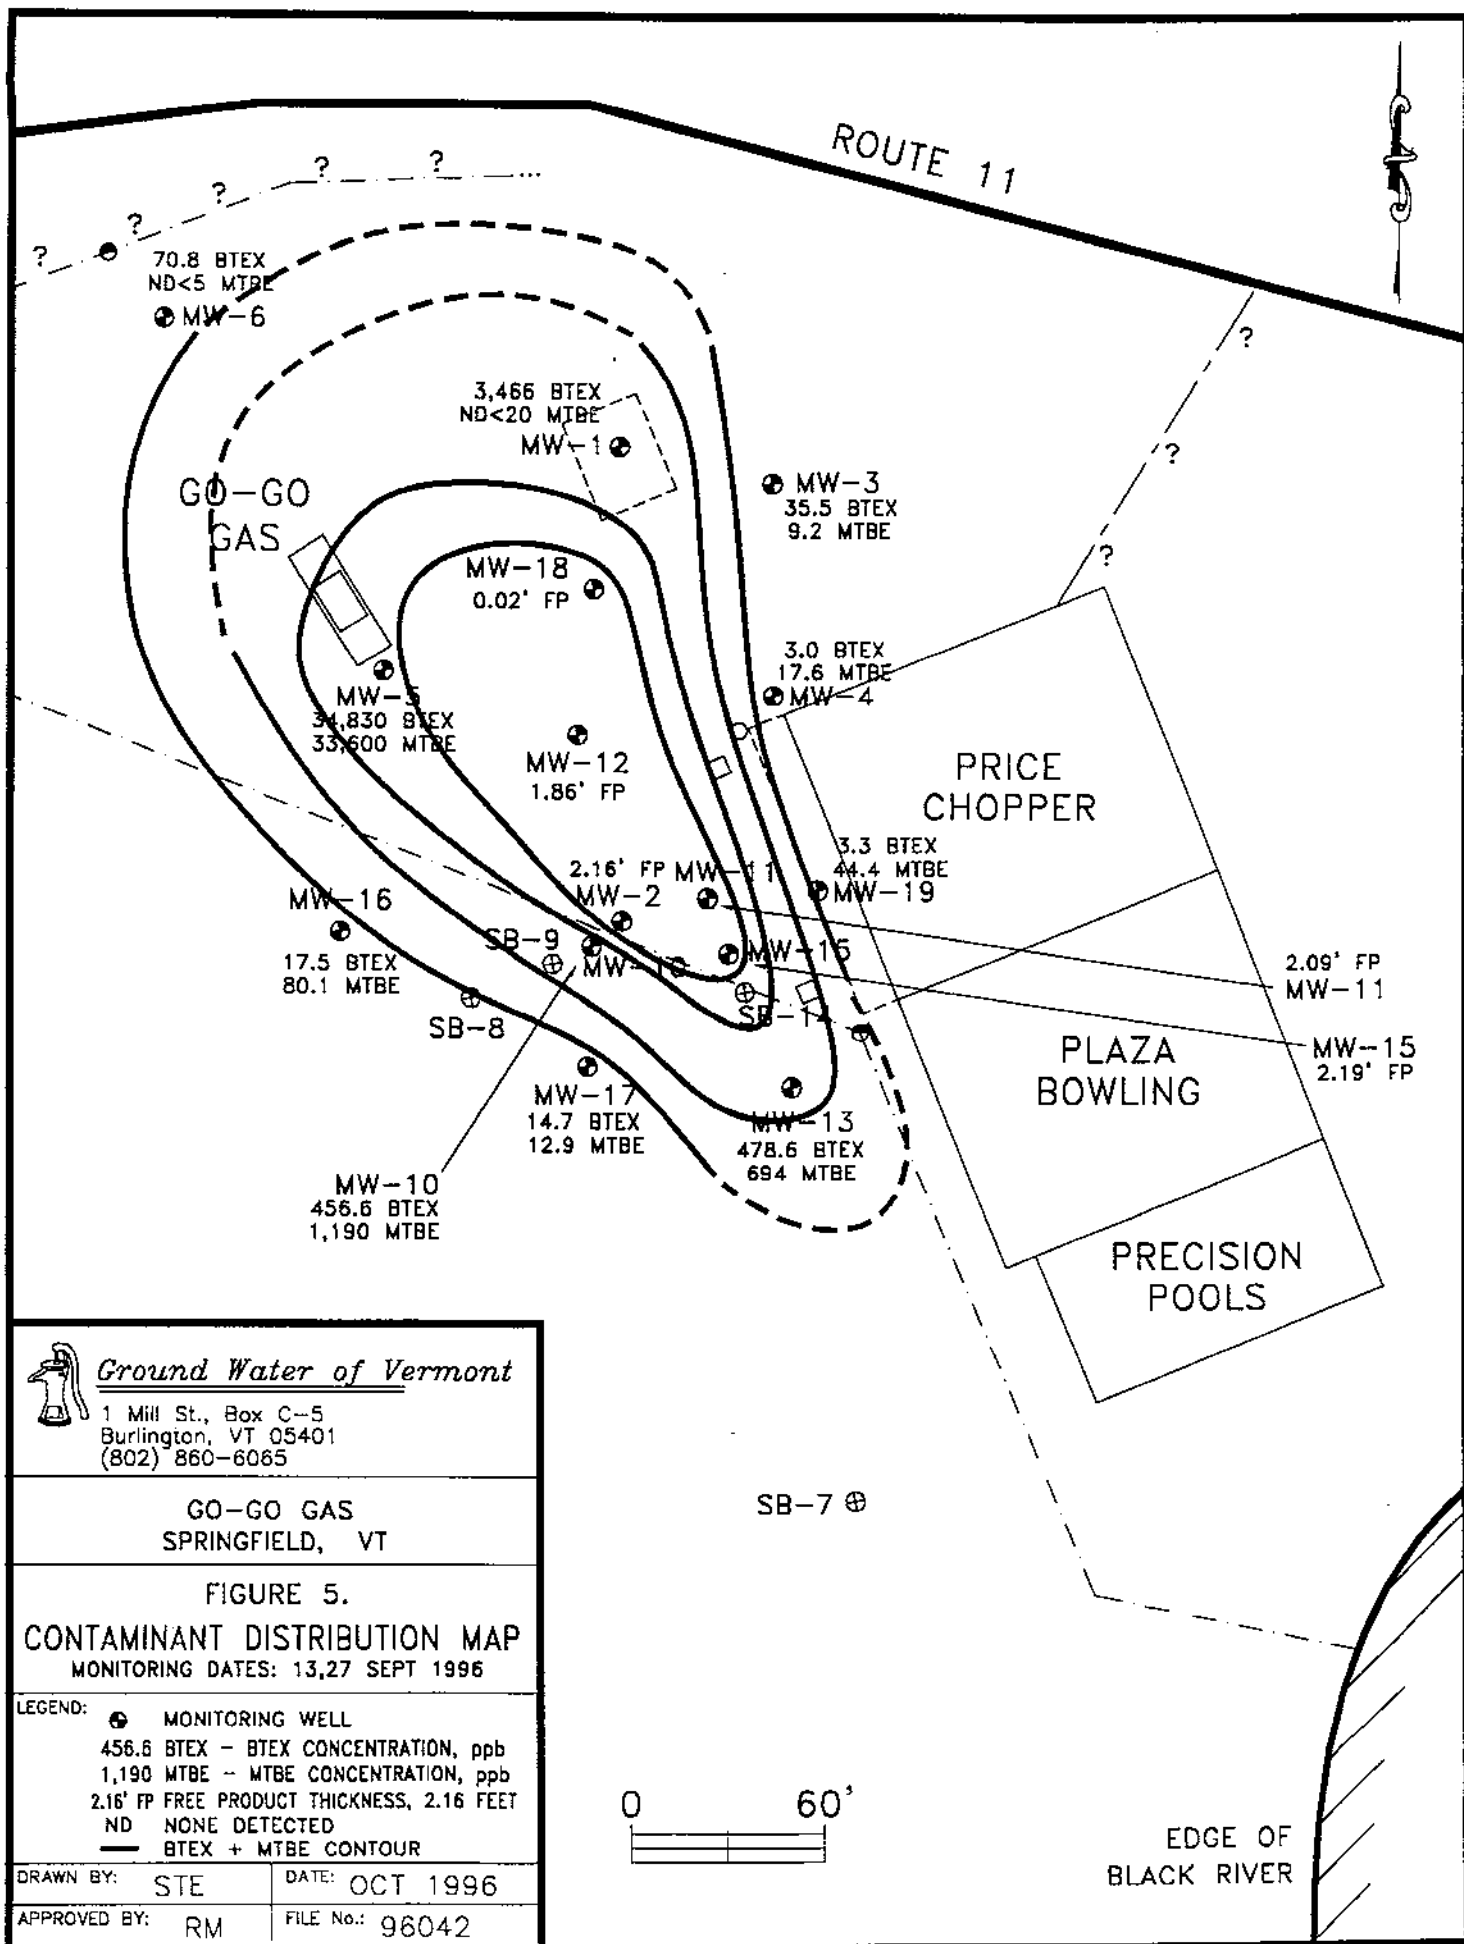 ROUTE 11
?
?
?
?
?
70.8 BTEX
ND<5 MTBE
MW-6
?
?
?
3,466 BTEX
ND<20 MTBE
MW-1
MW-3
35.5 BTEX
9.2 MTBE
GO-GO
GAS
MW-18
0.02' FP
3.0 BTEX
17.6 MTBE
MW-4
MW-5
34,830 BTEX
33,600 MTBE
MW-12
1.86' FP
PRICE
CHOPPER
3.3 BTEX
44.4 MTBE
MW-19
2.16' FP
MW-2
MW-11
MW-16
17.5 BTEX
80.1 MTBE
SB-9
MW-10
MW-15
SB-8
SB-14
2.09' FP
MW-11
MW-15
2.19' FP
PLAZA
BOWLING
MW-17
14.7 BTEX
12.9 MTBE
MW-13
478.6 BTEX
694 MTBE
MW-10
456.6 BTEX
1,190 MTBE
PRECISION
POOLS
SB-7
Ground Water of Vermont
1 Mill St., Box C-5
Burlington, VT 05401
(802) 860-6065
GO-GO GAS
SPRINGFIELD, VT
FIGURE 5.
CONTAMINANT DISTRIBUTION MAP
MONITORING DATES: 13,27 SEPT 1996
LEGEND:
MONITORING WELL
456.6 BTEX - BTEX CONCENTRATION, ppb
1,190 MTBE - MTBE CONCENTRATION, ppb
2.16' FP FREE PRODUCT THICKNESS, 2.16 FEET
ND NONE DETECTED
BTEX + MTBE CONTOUR
DRAWN BY: STE DATE: OCT 1996
APPROVED BY: RM FILE No.: 96042
0 60'
EDGE OF
BLACK RIVER